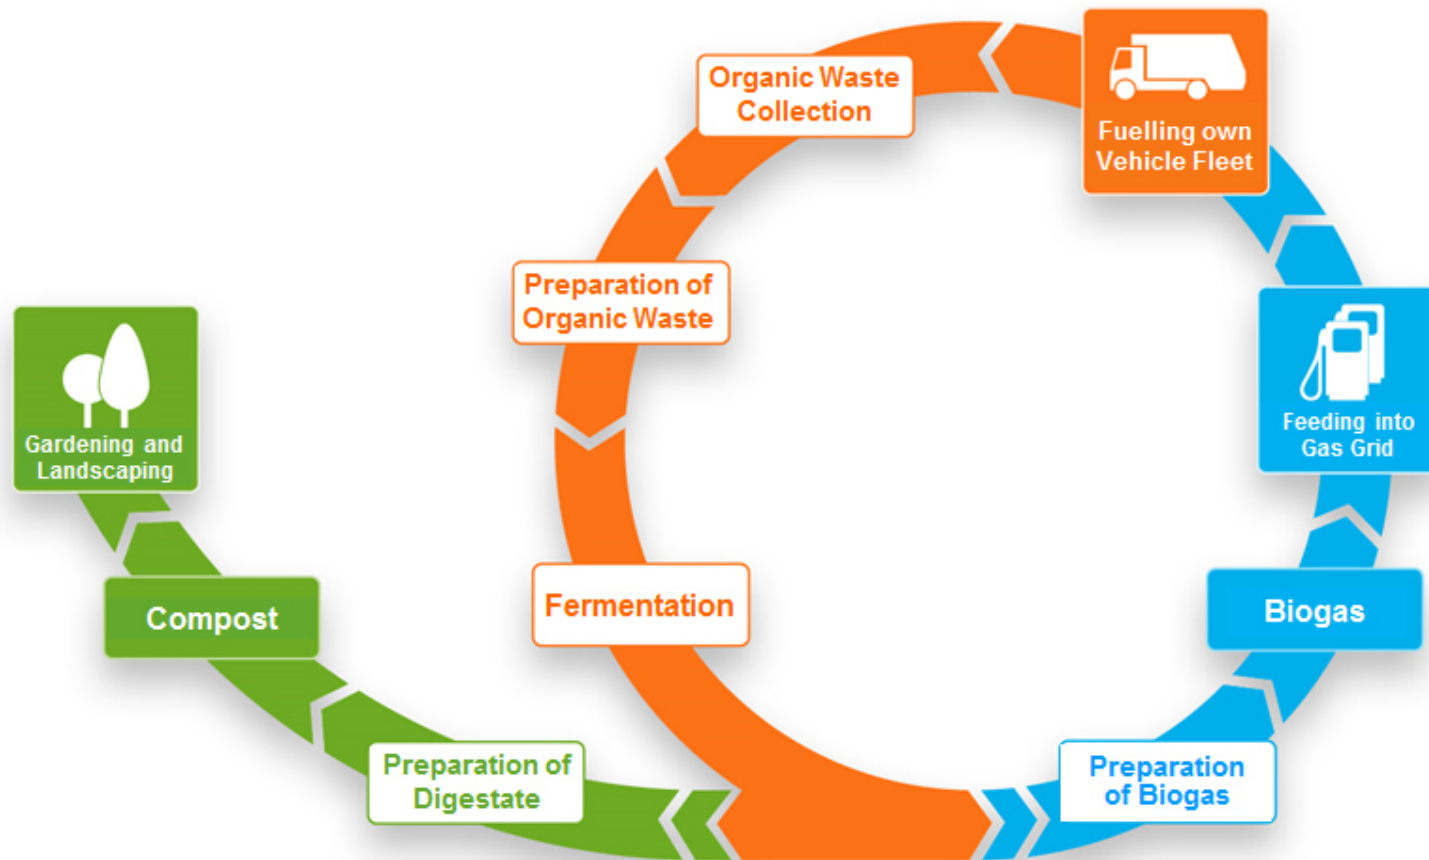 Organic Waste
Collection
Fuelling own
Vehicle Fleet
Preparation of
Organic Waste
Gardening and
Landscaping
Feeding into
Gas Grid
Fermentation
Compost
Biogas
Preparation of
Digestate
Preparation
of Biogas